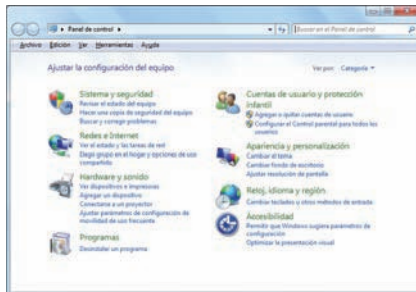 Panel de control
Buscar en el Panel de control
Archivo Edición Ver Herramientas Ayuda
Ajustar la configuración del equipo
Ver por: Categoría
Sistema y seguridad
Revisar el estado del equipo
Hacer una copia de seguridad del equipo
Buscar y corregir problemas
Redes e Internet
Ver el estado y las tareas de red
Elegir grupo en el hogar y opciones de uso
compartido
Hardware y sonido
Ver dispositivos e impresoras
Agregar un dispositivo
Conectarse a un proyector
Ajustar parámetros de configuración de
movilidad de uso frecuente
Programas
Desinstalar un programa
Cuentas de usuario y protección
infantil
Agregar o quitar cuentas de usuario
Configurar el Control parental para todos los
usuarios
Apariencia y personalización
Cambiar el tema
Cambiar fondo de escritorio
Ajustar resolución de pantalla
Reloj, idioma y región
Cambiar teclados u otros métodos de entrada
Accesibilidad
Permitir que Windows sugiera parámetros de
configuración
Optimizar la presentación visual